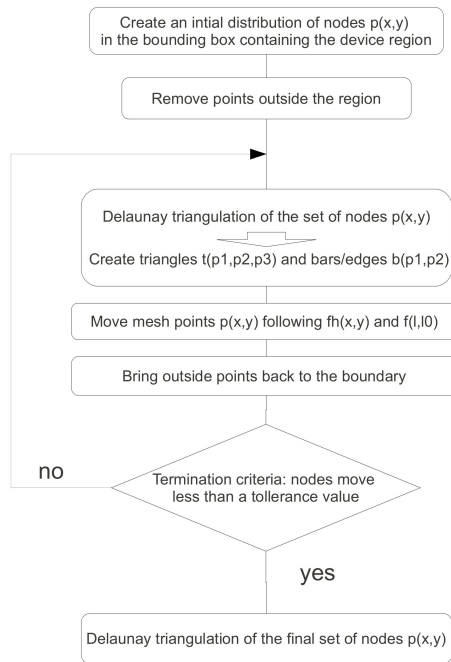 Create an intial distribution of nodes p(x,y)
in the bounding box containing the device region
Remove points outside the region
Delaunay triangulation of the set of nodes p(x,y)
Create triangles t(p1,p2,p3) and bars/edges b(p1,p2)
Move mesh points p(x,y) following fh(x,y) and f(l,l0)
Bring outside points back to the boundary
Termination criteria: nodes move
less than a tollerance value
no
yes
Delaunay triangulation of the final set of nodes p(x,y)